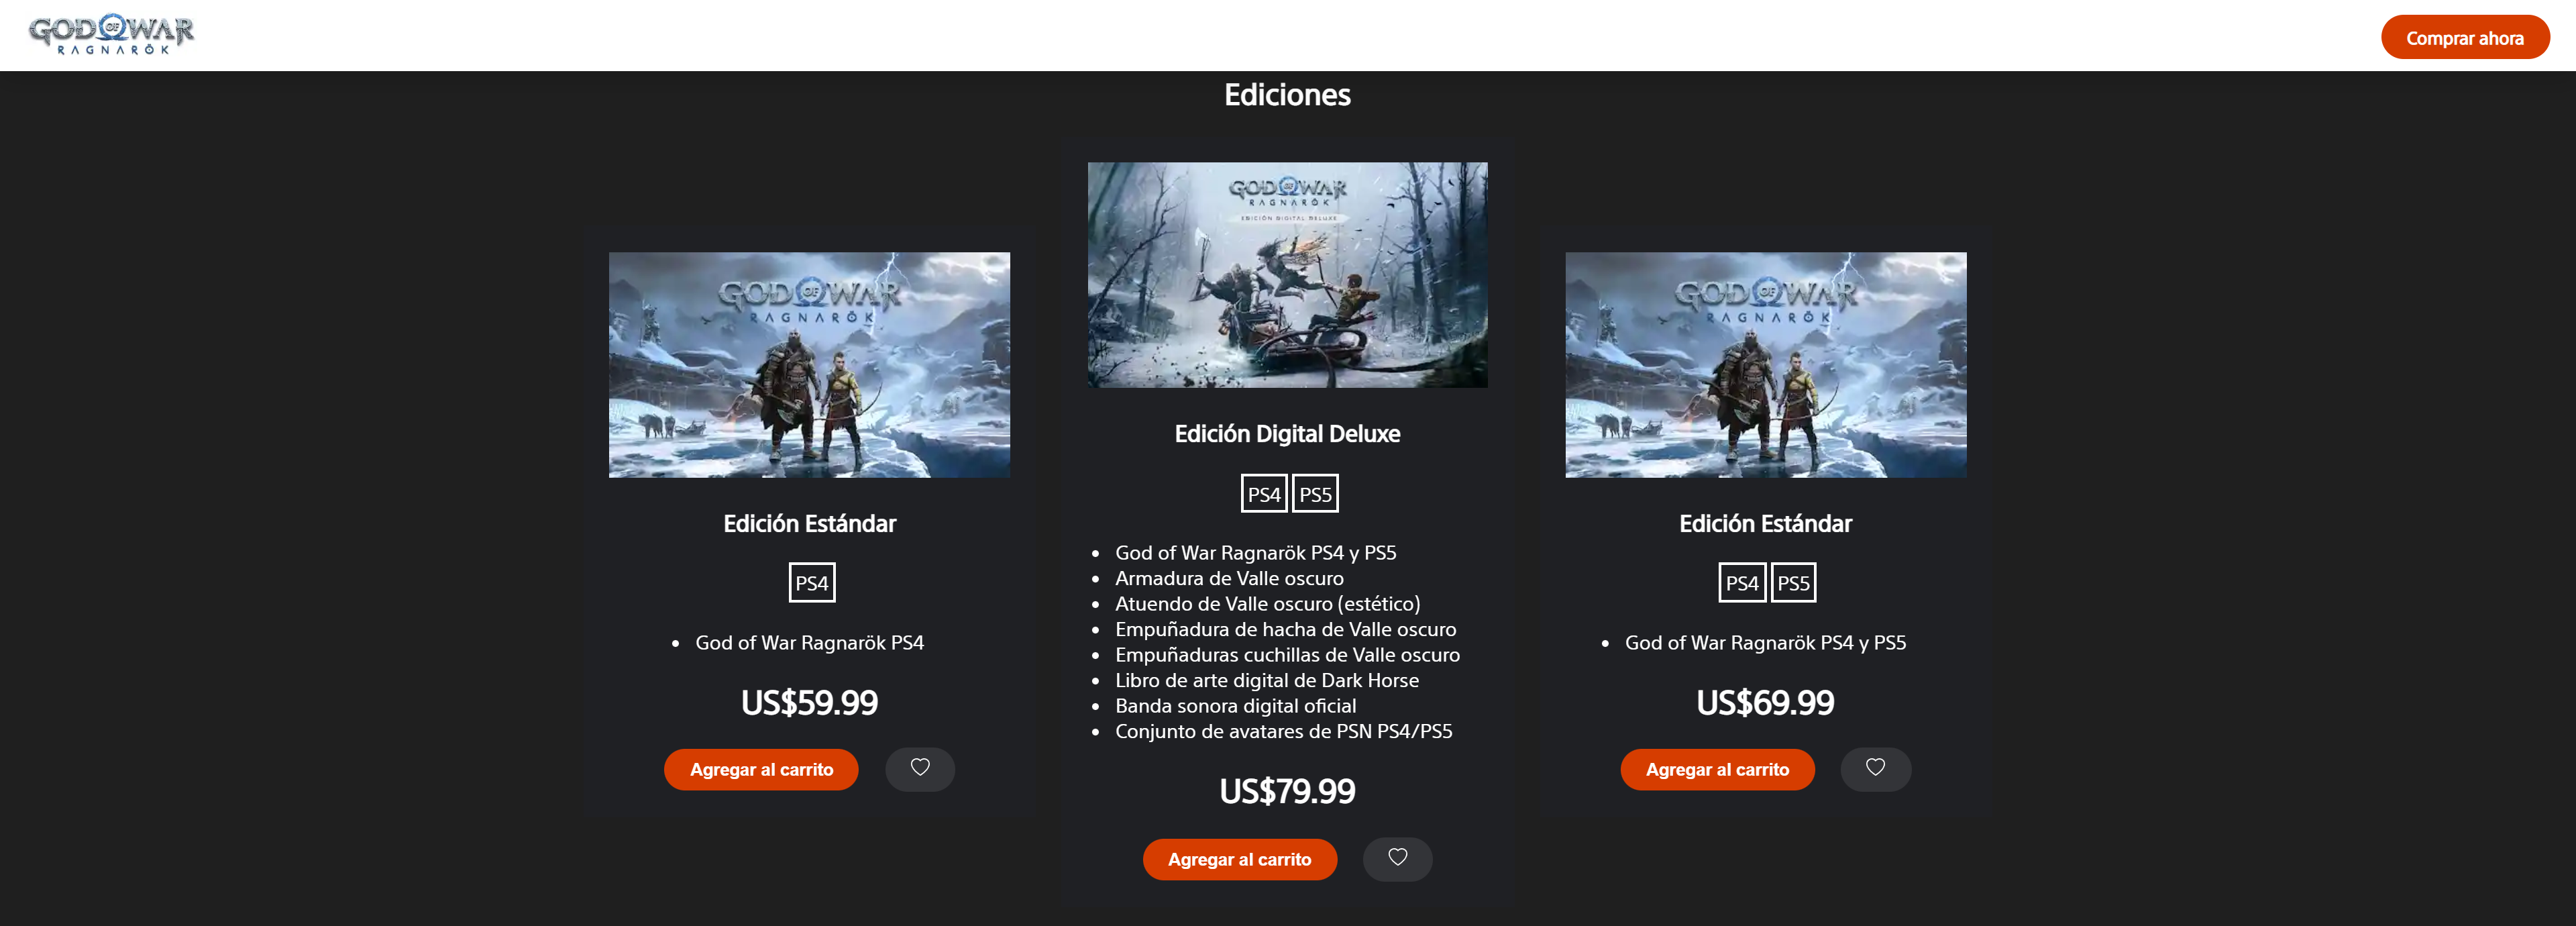 GOD OF WAR
RAGNARÖK
Comprar ahora
Ediciones
GOD OF WAR
RAGNARÖK
Edición Estándar
PS4
God of War Ragnarök PS4
US$59.99
Agregar al carrito
GOD OF WAR
RAGNARÖK
EDICIÓN DIGITAL DELUXE
Edición Digital Deluxe
PS4 PS5
God of War Ragnarök PS4 y PS5
Armadura de Valle oscuro
Atuendo de Valle oscuro (estético)
Empuñadura de hacha de Valle oscuro
Empuñaduras cuchillas de Valle oscuro
Libro de arte digital de Dark Horse
Banda sonora digital oficial
Conjunto de avatares de PSN PS4/PS5
US$79.99
Agregar al carrito
GOD OF WAR
RAGNARÖK
Edición Estándar
PS4 PS5
God of War Ragnarök PS4 y PS5
US$69.99
Agregar al carrito